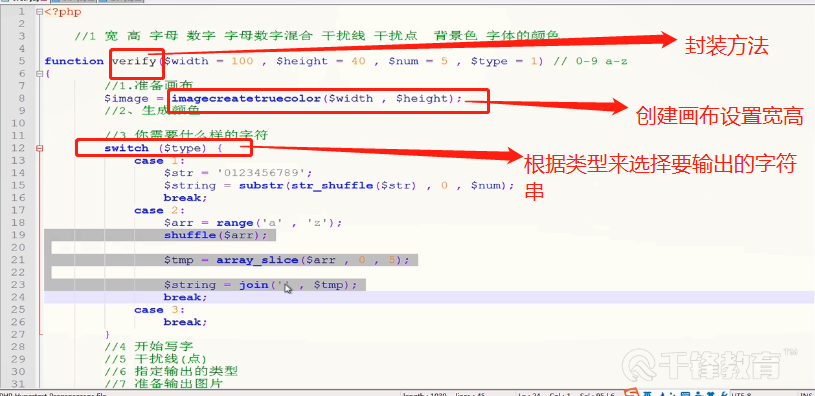 1 <?php
2
3 //1 宽 高 字母 数字 字母数字混合 干扰线 干扰点 背景色 字体的颜色
4
5 function verify($width = 100 , $height = 40 , $num = 5 , $type = 1) // 0-9 a-z
封装方法
6 {
7 //1.准备画布
8 $image = imagecreatetruecolor($width , $height);
9 //2、生成颜色
创建画布设置宽高
10
11 //3 你需要什么样的字符
12 switch ($type) {
根据类型来选择要输出的字符
串
13 case 1:
14 $str = '0123456789';
15 $string = substr(str_shuffle($str) , 0 , $num);
16 break;
17 case 2:
18 $arr = range('a' , 'z');
19 shuffle($arr);
20
21 $tmp = array_slice($arr , 0 , 5);
22
23 $string = join('' , $tmp);
24 break;
25 case 3:
26 break;
27 }
28 //4 开始写字
29 //5 干扰线(点)
30 //6 指定输出的类型
31 //7 准备输出图片
千锋教育™